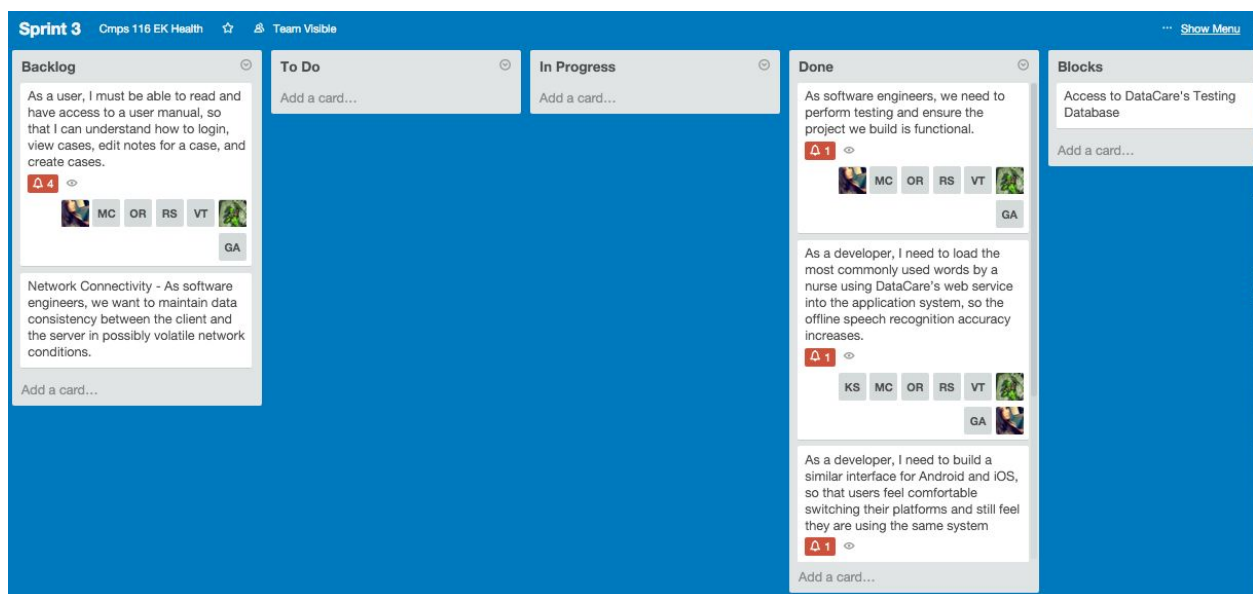 Sprint 3 Cmps 116 EK Health Team Visible ... Show Menu
Backlog
As a user, I must be able to read and
have access to a user manual, so
that I can understand how to login,
view cases, edit notes for a case, and
create cases.
4
MC OR RS VT
GA
Network Connectivity - As software
engineers, we want to maintain data
consistency between the client and
the server in possibly volatile network
conditions.
Add a card...
To Do
Add a card...
In Progress
Add a card...
Done
As software engineers, we need to
perform testing and ensure the
project we build is functional.
1
MC OR RS VT
GA
As a developer, I need to load the
most commonly used words by a
nurse using DataCare's web service
into the application system, so the
offline speech recognition accuracy
increases.
1
KS MC OR RS VT
GA
As a developer, I need to build a
similar interface for Android and iOS,
so that users feel comfortable
switching their platforms and still feel
they are using the same system
1
Add a card...
Blocks
Access to DataCare's Testing
Database
Add a card...